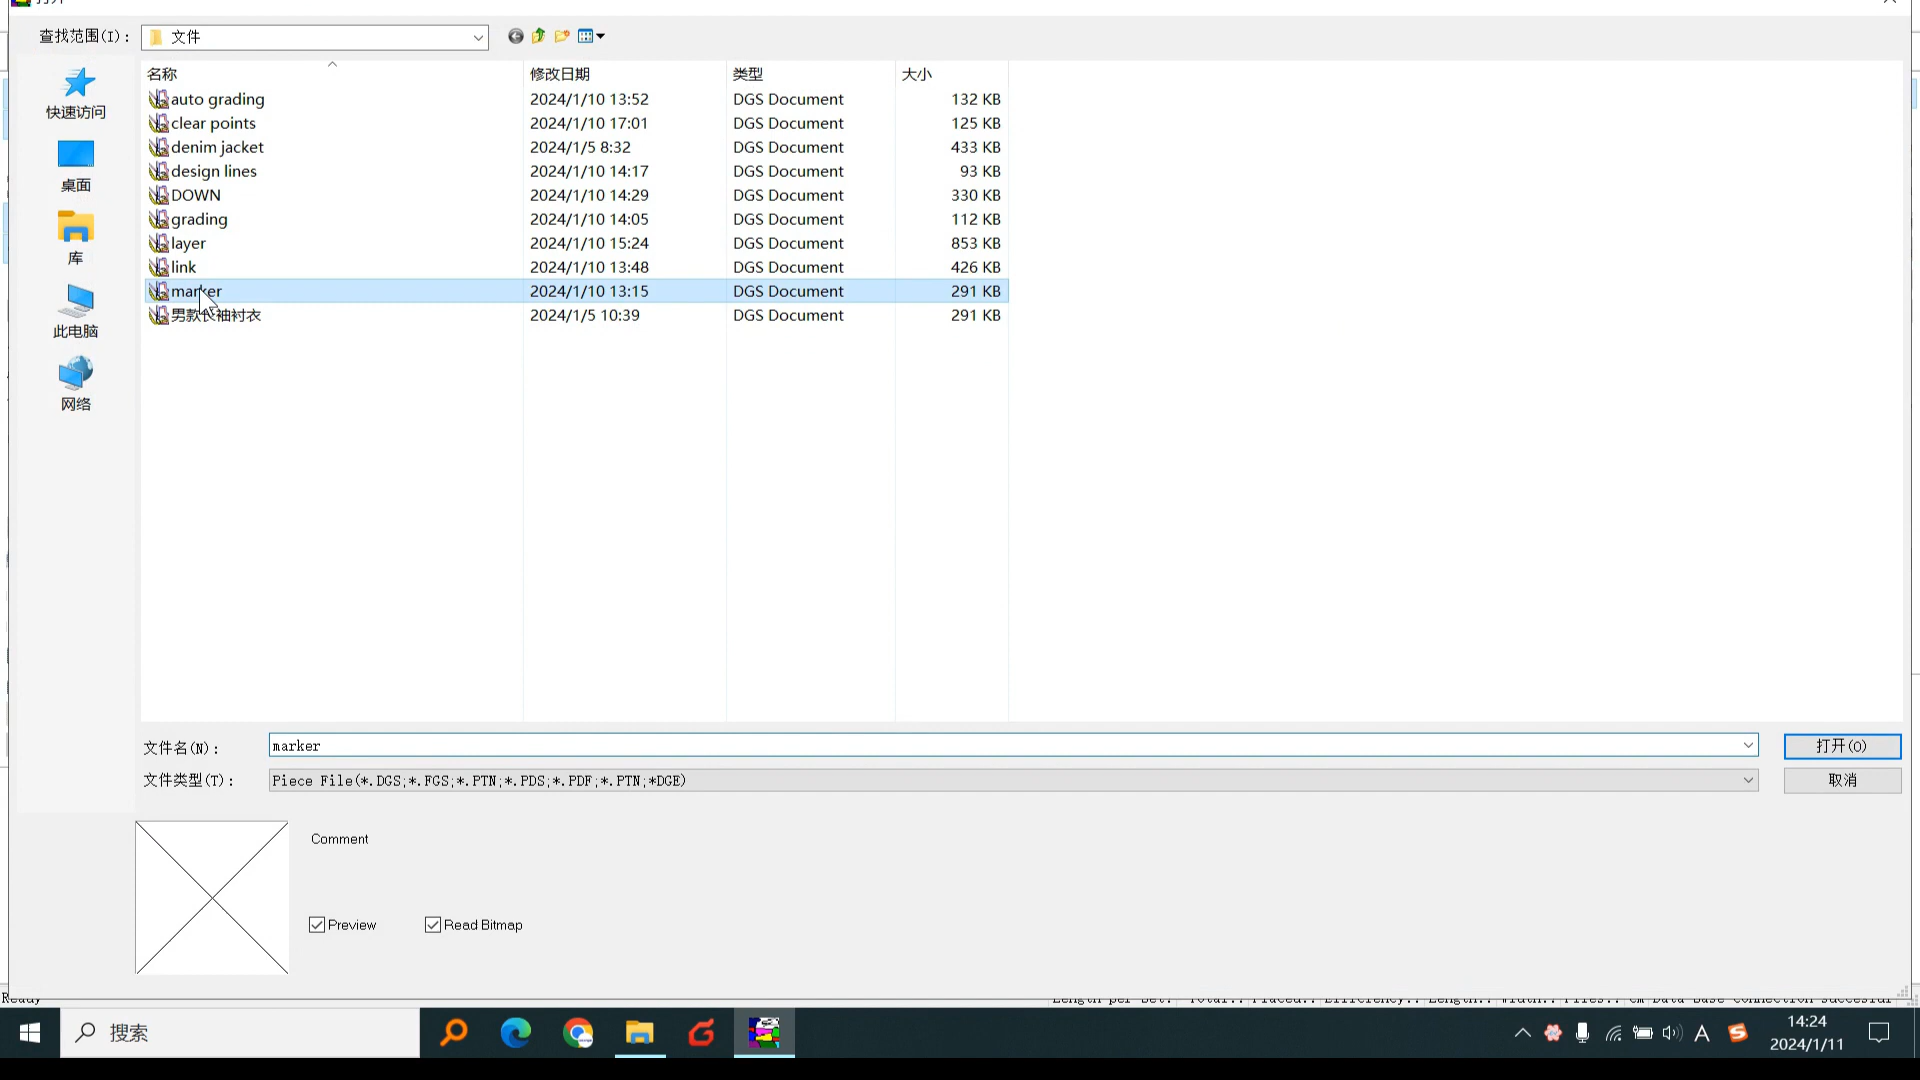 查找范围(I):
文件
快速访问
桌面
库
此电脑
网络
名称 修改日期 类型 大小
auto grading 2024/1/10 13:52 DGS Document 132 KB
clear points 2024/1/10 17:01 DGS Document 125 KB
denim jacket 2024/1/5 8:32 DGS Document 433 KB
design lines 2024/1/10 14:17 DGS Document 93 KB
DOWN 2024/1/10 14:29 DGS Document 330 KB
grading 2024/1/10 14:05 DGS Document 112 KB
layer 2024/1/10 15:24 DGS Document 853 KB
link 2024/1/10 13:48 DGS Document 426 KB
marker 2024/1/10 13:15 DGS Document 291 KB
男款长袖衬衣 2024/1/5 10:39 DGS Document 291 KB
文件名(N): marker
打开(O)
文件类型(T): Piece File(*.DGS;*.FGS;*.PTN;*.PDS;*.PDF;*.PTN;*DGE)
取消
Comment
Preview Read Bitmap
Ready
搜索
A
14:24
2024/1/11